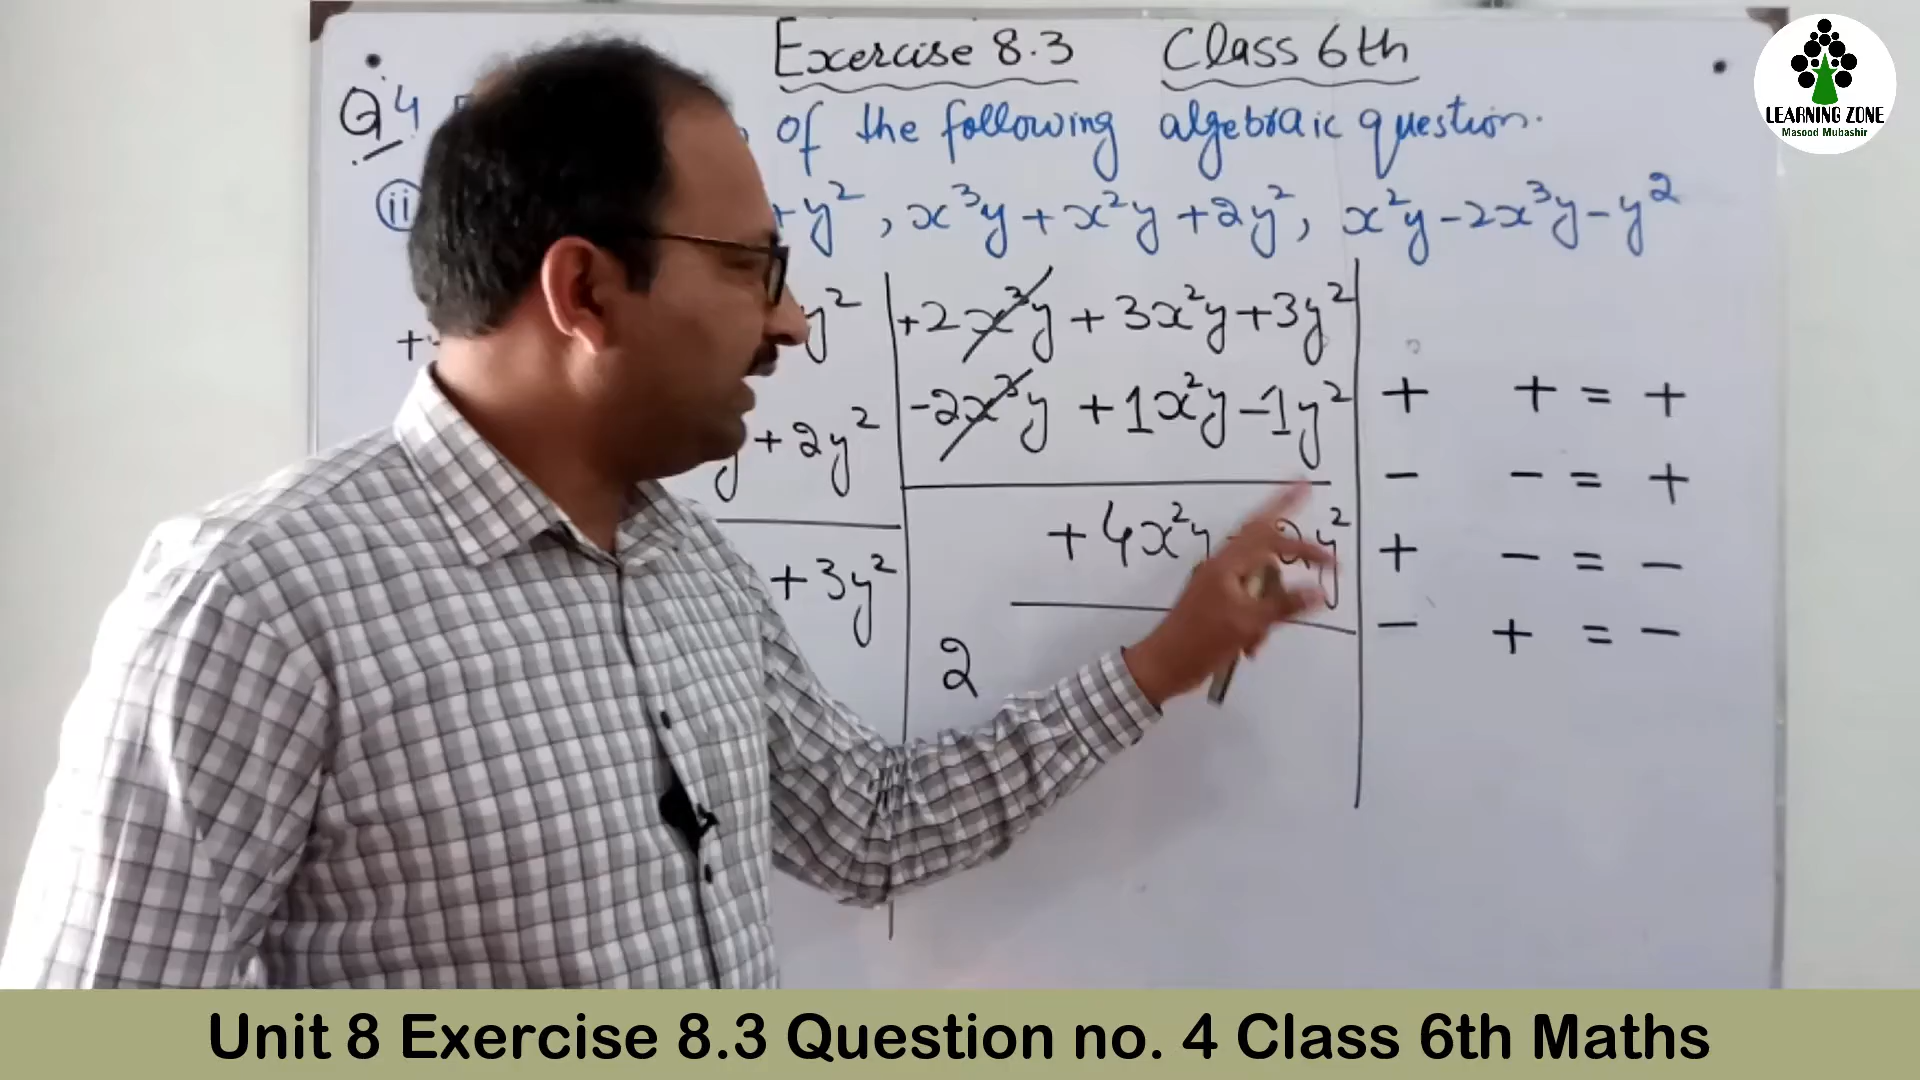 Exercise 8.3 Class 6th
LEARNING ZONE
Masood Mubashir
Q4 of the following algebraic question.
(ii) +y², x³y + x²y + 2y², x²y - 2x³y - y²
+ y² +2x³y + 3x²y + 3y²
y + 2y² -2x³y + 1x²y - 1y² + + = +
- - = +
+ 3y² + 4x²y 2y² + - = -
2 - + = -
Unit 8 Exercise 8.3 Question no. 4 Class 6th Maths